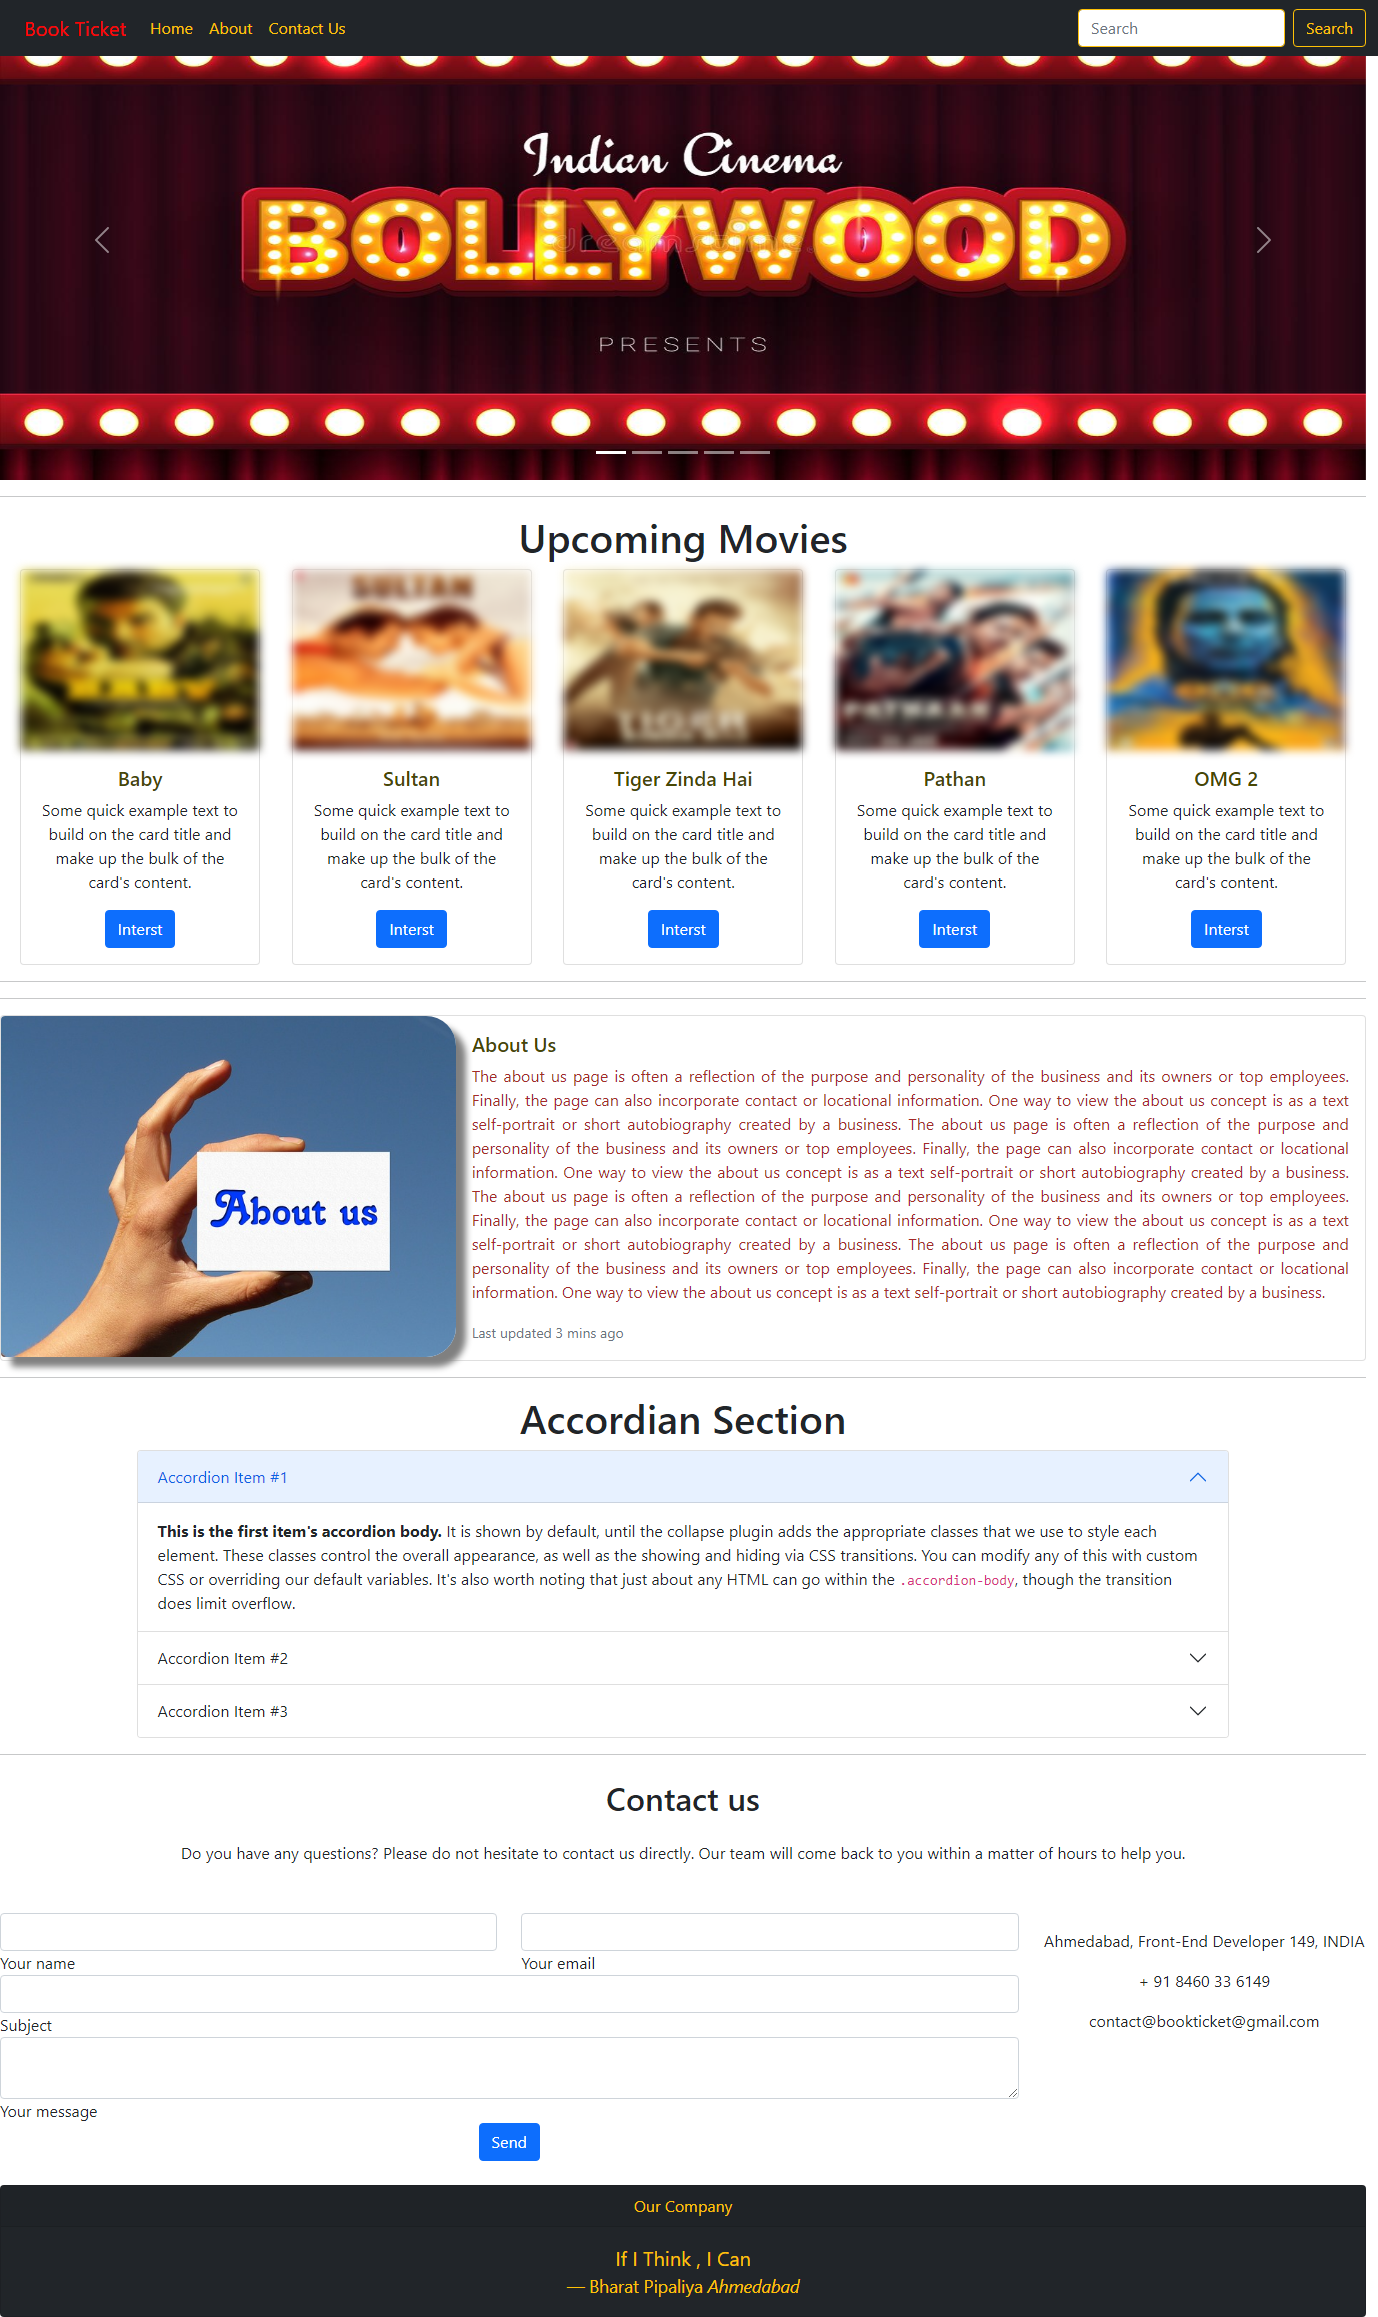 Book Ticket Home About Contact Us Search Search
Indian Cinema
BOLLYWOOD
dreamstime
PRESENTS
Upcoming Movies
SULTAN
BABY
PATHAAN
Baby Sultan Tiger Zinda Hai Pathan OMG 2
Some quick example text to Some quick example text to Some quick example text to Some quick example text to Some quick example text to
build on the card title and build on the card title and build on the card title and build on the card title and build on the card title and
make up the bulk of the make up the bulk of the make up the bulk of the make up the bulk of the make up the bulk of the
card's content. card's content. card's content. card's content. card's content.
Interst Interst Interst Interst Interst
About us
About Us
The about us page is often a reflection of the purpose and personality of the business and its owners or top employees.
Finally, the page can also incorporate contact or locational information. One way to view the about us concept is as a text
self-portrait or short autobiography created by a business. The about us page is often a reflection of the purpose and
personality of the business and its owners or top employees. Finally, the page can also incorporate contact or locational
information. One way to view the about us concept is as a text self-portrait or short autobiography created by a business.
The about us page is often a reflection of the purpose and personality of the business and its owners or top employees.
Finally, the page can also incorporate contact or locational information. One way to view the about us concept is as a text
self-portrait or short autobiography created by a business. The about us page is often a reflection of the purpose and
personality of the business and its owners or top employees. Finally, the page can also incorporate contact or locational
information. One way to view the about us concept is as a text self-portrait or short autobiography created by a business.
Last updated 3 mins ago
Accordian Section
Accordion Item #1
This is the first item's accordion body. It is shown by default, until the collapse plugin adds the appropriate classes that we use to style each
element. These classes control the overall appearance, as well as the showing and hiding via CSS transitions. You can modify any of this with custom
CSS or overriding our default variables. It's also worth noting that just about any HTML can go within the .accordion-body, though the transition
does limit overflow.
Accordion Item #2
Accordion Item #3
Contact us
Do you have any questions? Please do not hesitate to contact us directly. Our team will come back to you within a matter of hours to help you.
Your name Your email
Subject
Your message
Send
Ahmedabad, Front-End Developer 149, INDIA
+ 91 8460 33 6149
contact@bookticket@gmail.com
Our Company
If I Think , I Can
— Bharat Pipaliya Ahmedabad